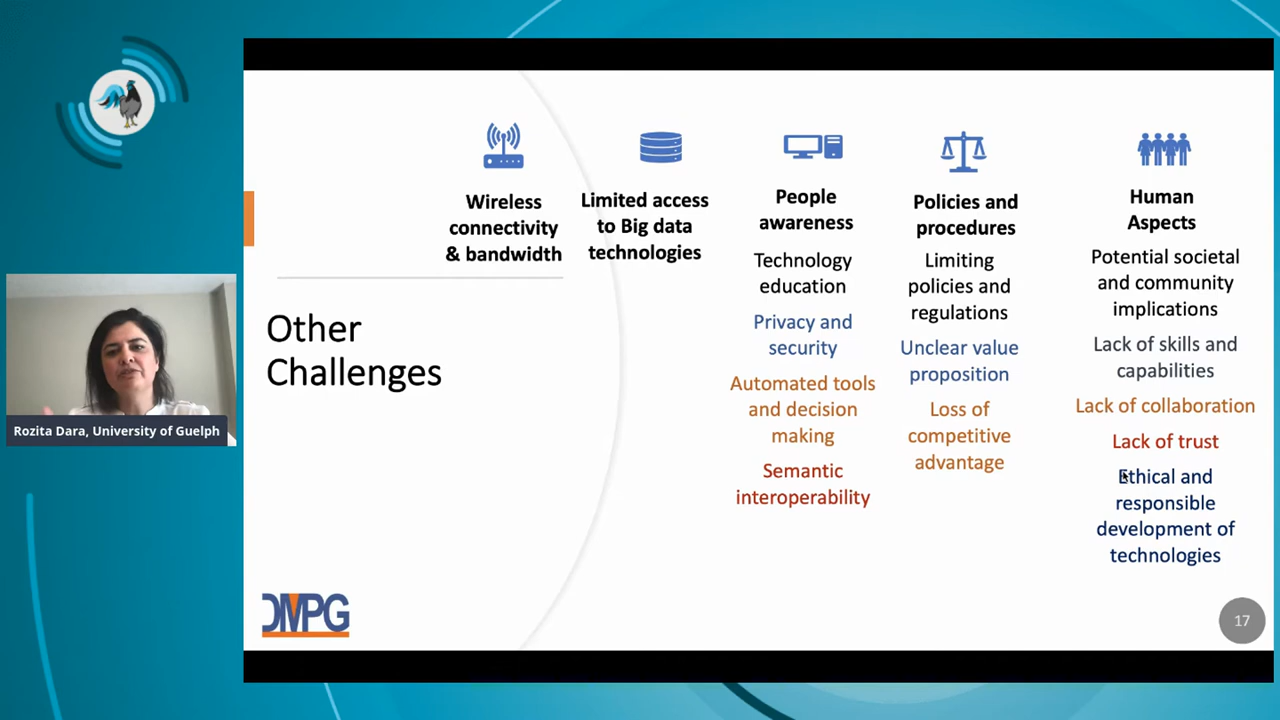 Other
Challenges
Wireless
connectivity
& bandwidth
Limited access
to Big data
technologies
People
awareness
Technology
education
Privacy and
security
Automated tools
and decision
making
Semantic
interoperability
Policies and
procedures
Limiting
policies and
regulations
Unclear value
proposition
Loss of
competitive
advantage
Human
Aspects
Potential societal
and community
implications
Lack of skills and
capabilities
Lack of collaboration
Lack of trust
Ethical and
responsible
development of
technologies
Rozita Dara, University of Guelph
DMPG
17